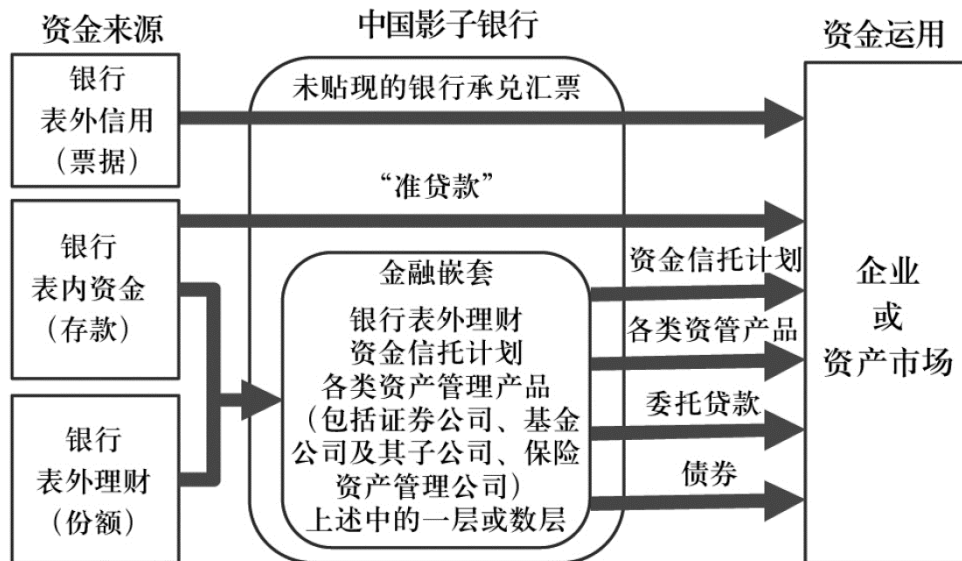 资金来源
中国影子银行
资金运用
银行
表外信用
（票据）
银行
表内资金
（存款）
银行
表外理财
（份额）
未贴现的银行承兑汇票
“准贷款”
金融嵌套
银行表外理财
资金信托计划
各类资产管理产品
（包括证券公司、基金
公司及其子公司、保险
资产管理公司）
上述中的一层或数层
资金信托计划
各类资管产品
委托贷款
债券
企业
或
资产市场